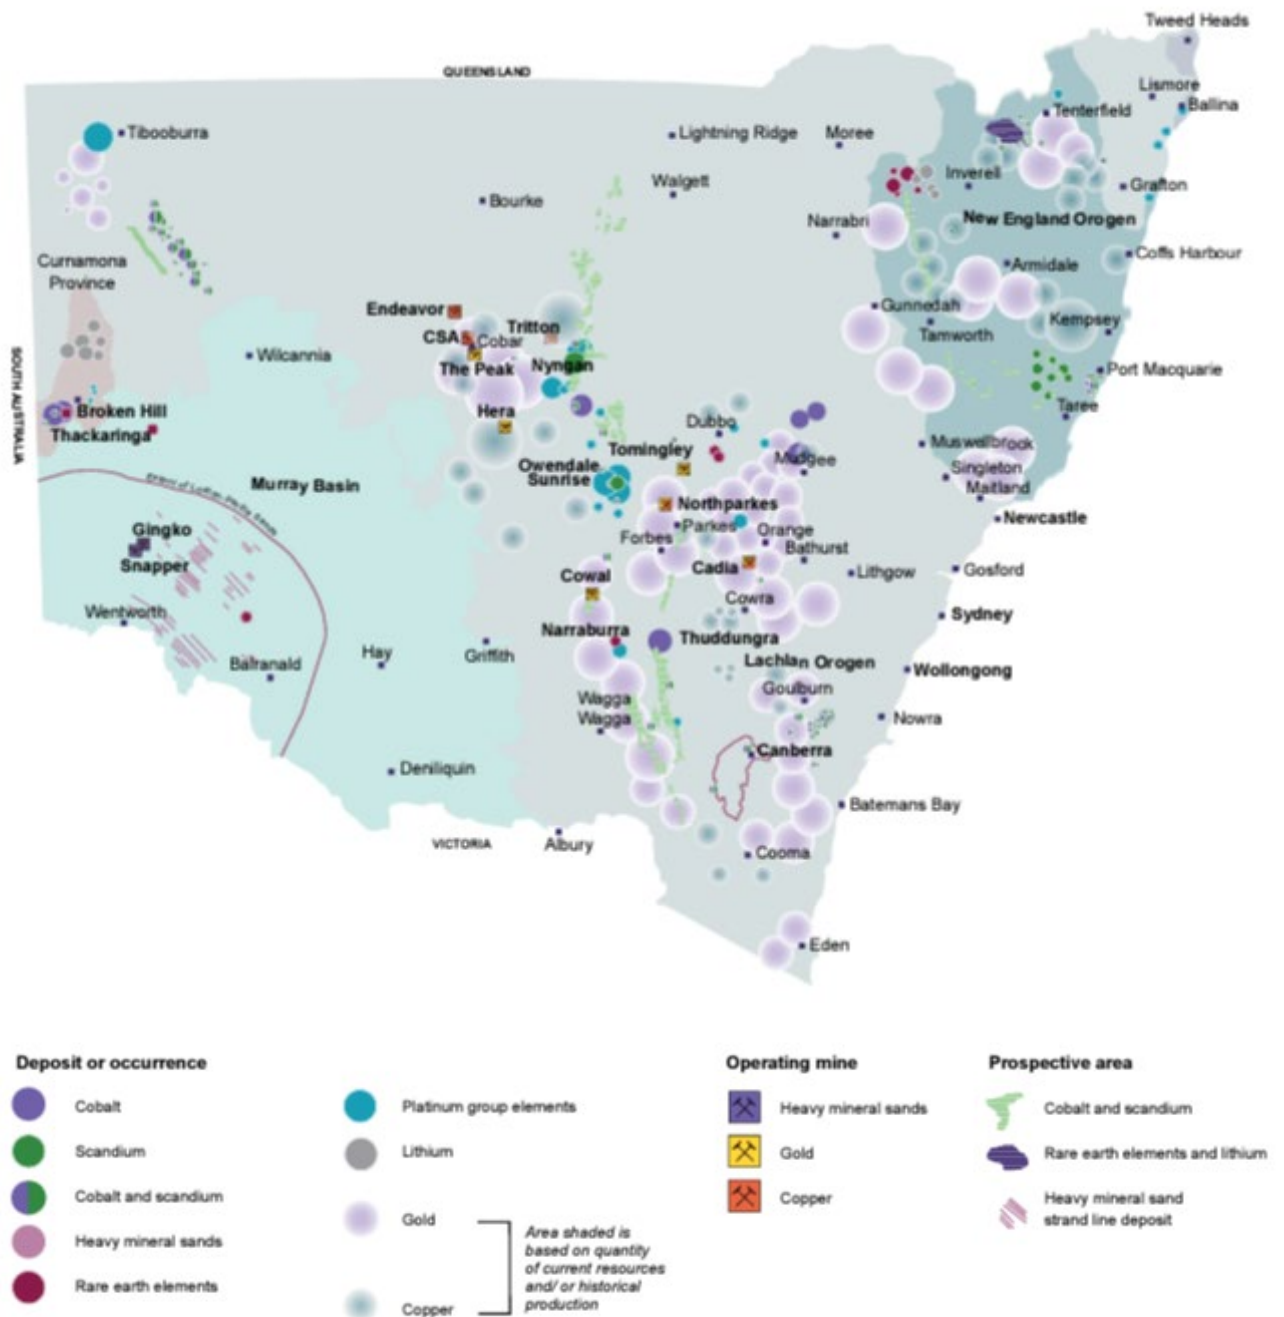 Tweed Heads
QUEENSLAND
Lismore
Ballina
Tenterfield
Tibooburra
Lightning Ridge
Moree
Inverell
Walgett
Grafton
Bourke
Narrabri
New England Orogen
Coffs Harbour
Curnamona
Province
Armidale
Endeavor
Gunnedah
Kempsey
Tritton
CSA
Cobar
Tamworth
Wilcannia
The Peak
Nyngan
Port Macquarie
SOUTH AUSTRALIA
Broken Hill
Hera
Taree
Thackaringa
Dubbo
Muswellbrook
Tomingley
Mudgee
Owendale
Sunrise
Singleton
Extent of Loxton-Parilla Sands
Murray Basin
Maitland
Northparkes
Newcastle
Gingko
Parkes
Orange
Forbes
Bathurst
Snapper
Cadia
Lithgow
Gosford
Cowal
Wentworth
Cowra
Sydney
Narraburra
Thuddungra
Hay
Griffith
Balranald
Lachlan Orogen
Wollongong
Goulburn
Wagga
Wagga
Nowra
Canberra
Deniliquin
Batemans Bay
VICTORIA
Albury
Cooma
Eden
Deposit or occurrence
Cobalt
Scandium
Cobalt and scandium
Heavy mineral sands
Rare earth elements
Platinum group elements
Lithium
Gold
Copper
Area shaded is
based on quantity
of current resources
and/ or historical
production
Operating mine
Heavy mineral sands
Gold
Copper
Prospective area
Cobalt and scandium
Rare earth elements and lithium
Heavy mineral sand
strand line deposit